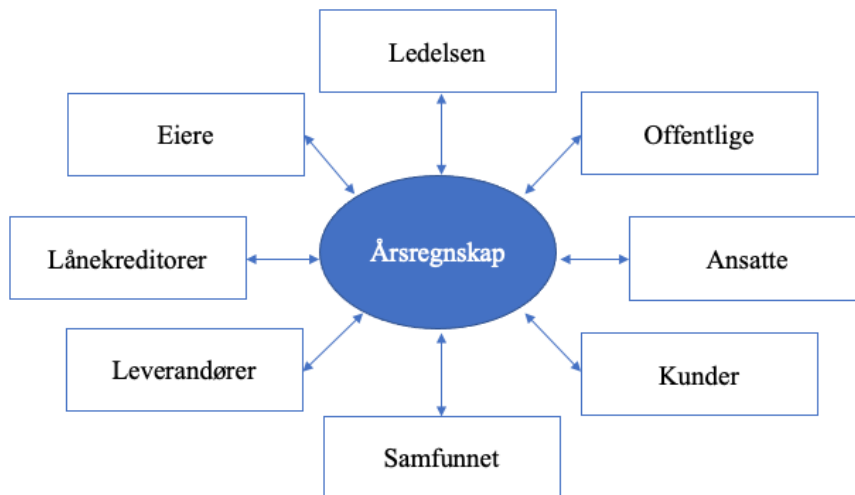 Ledelsen
Eiere
Offentlige
Lånekreditorer
Årsregnskap
Ansatte
Leverandører
Kunder
Samfunnet